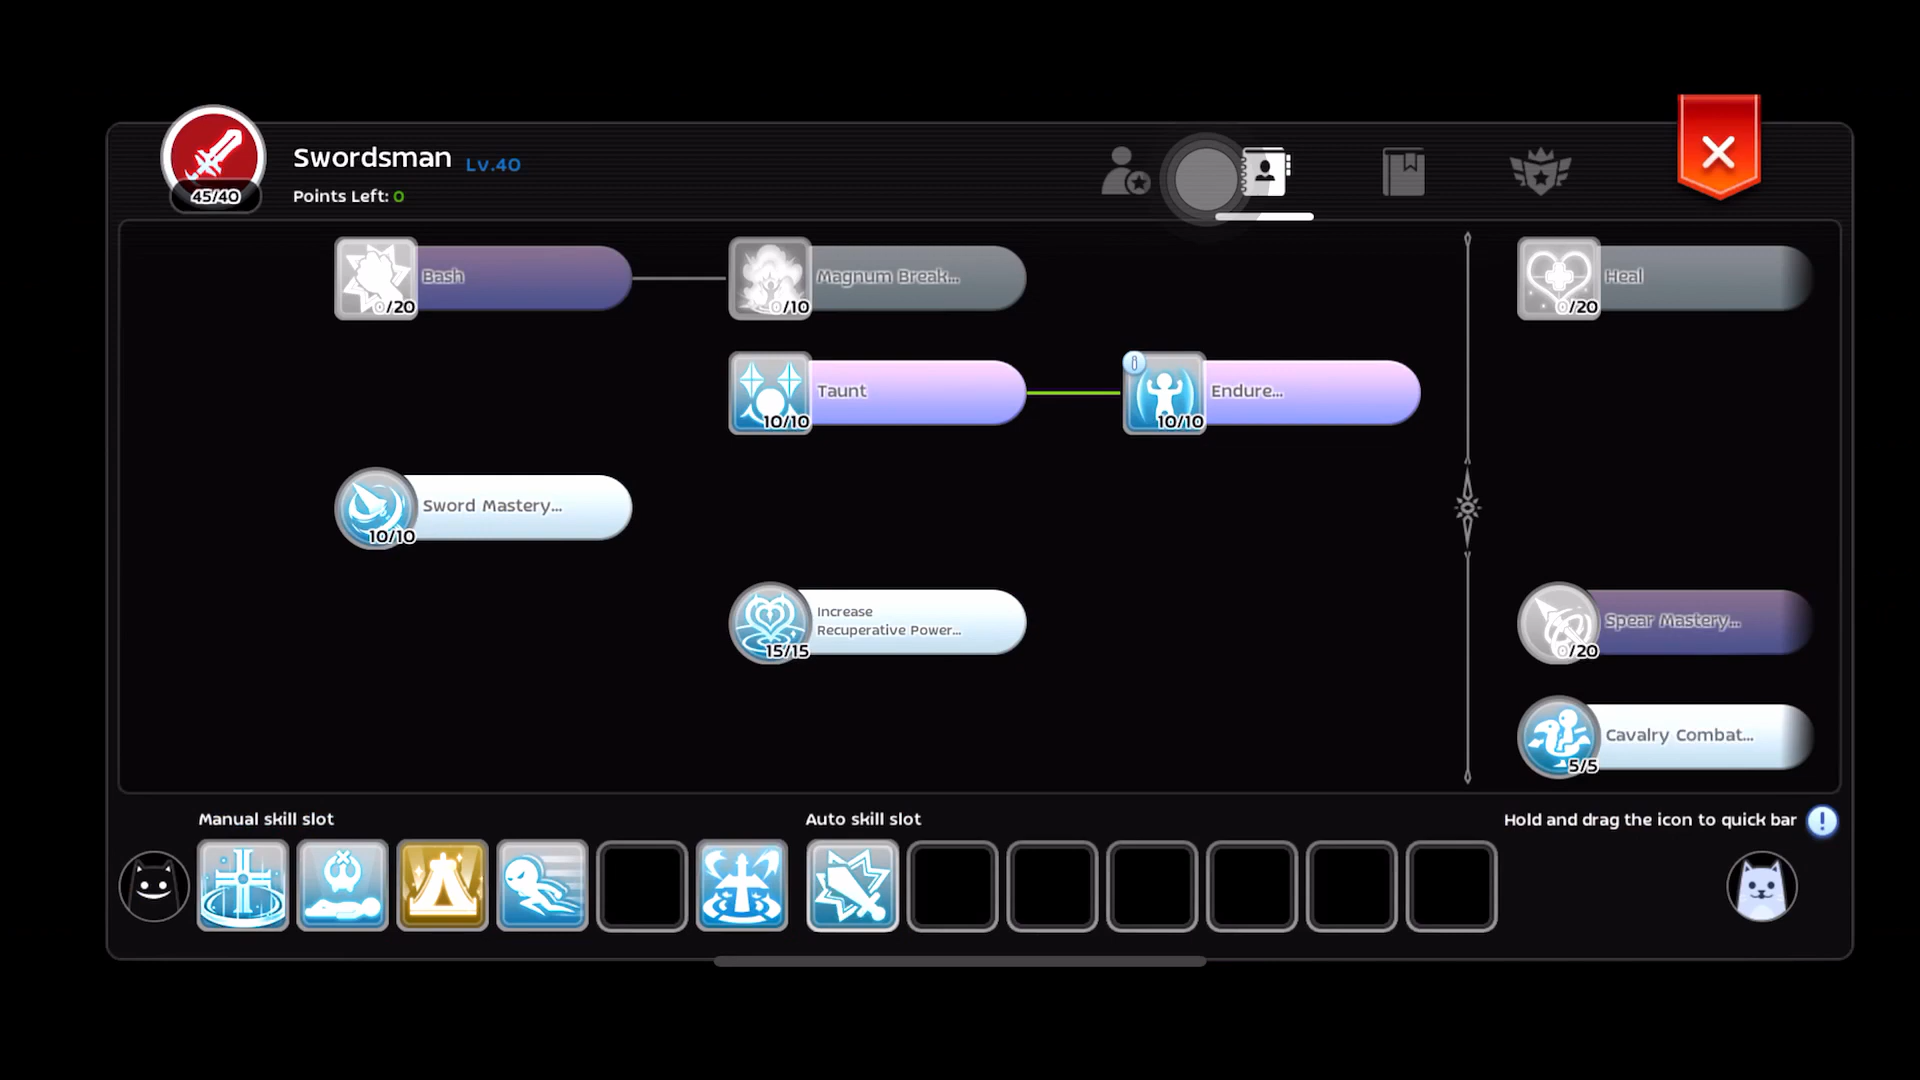 Swordsman Lv.40
45/40
Points Left: 0
Bash
0/20
Magnum Break...
0/10
Heal
0/20
Taunt
10/10
Endure...
10/10
Sword Mastery...
10/10
Increase
Recuperative Power...
15/15
Spear Mastery...
0/20
Cavalry Combat...
5/5
Manual skill slot
Auto skill slot
Hold and drag the icon to quick bar